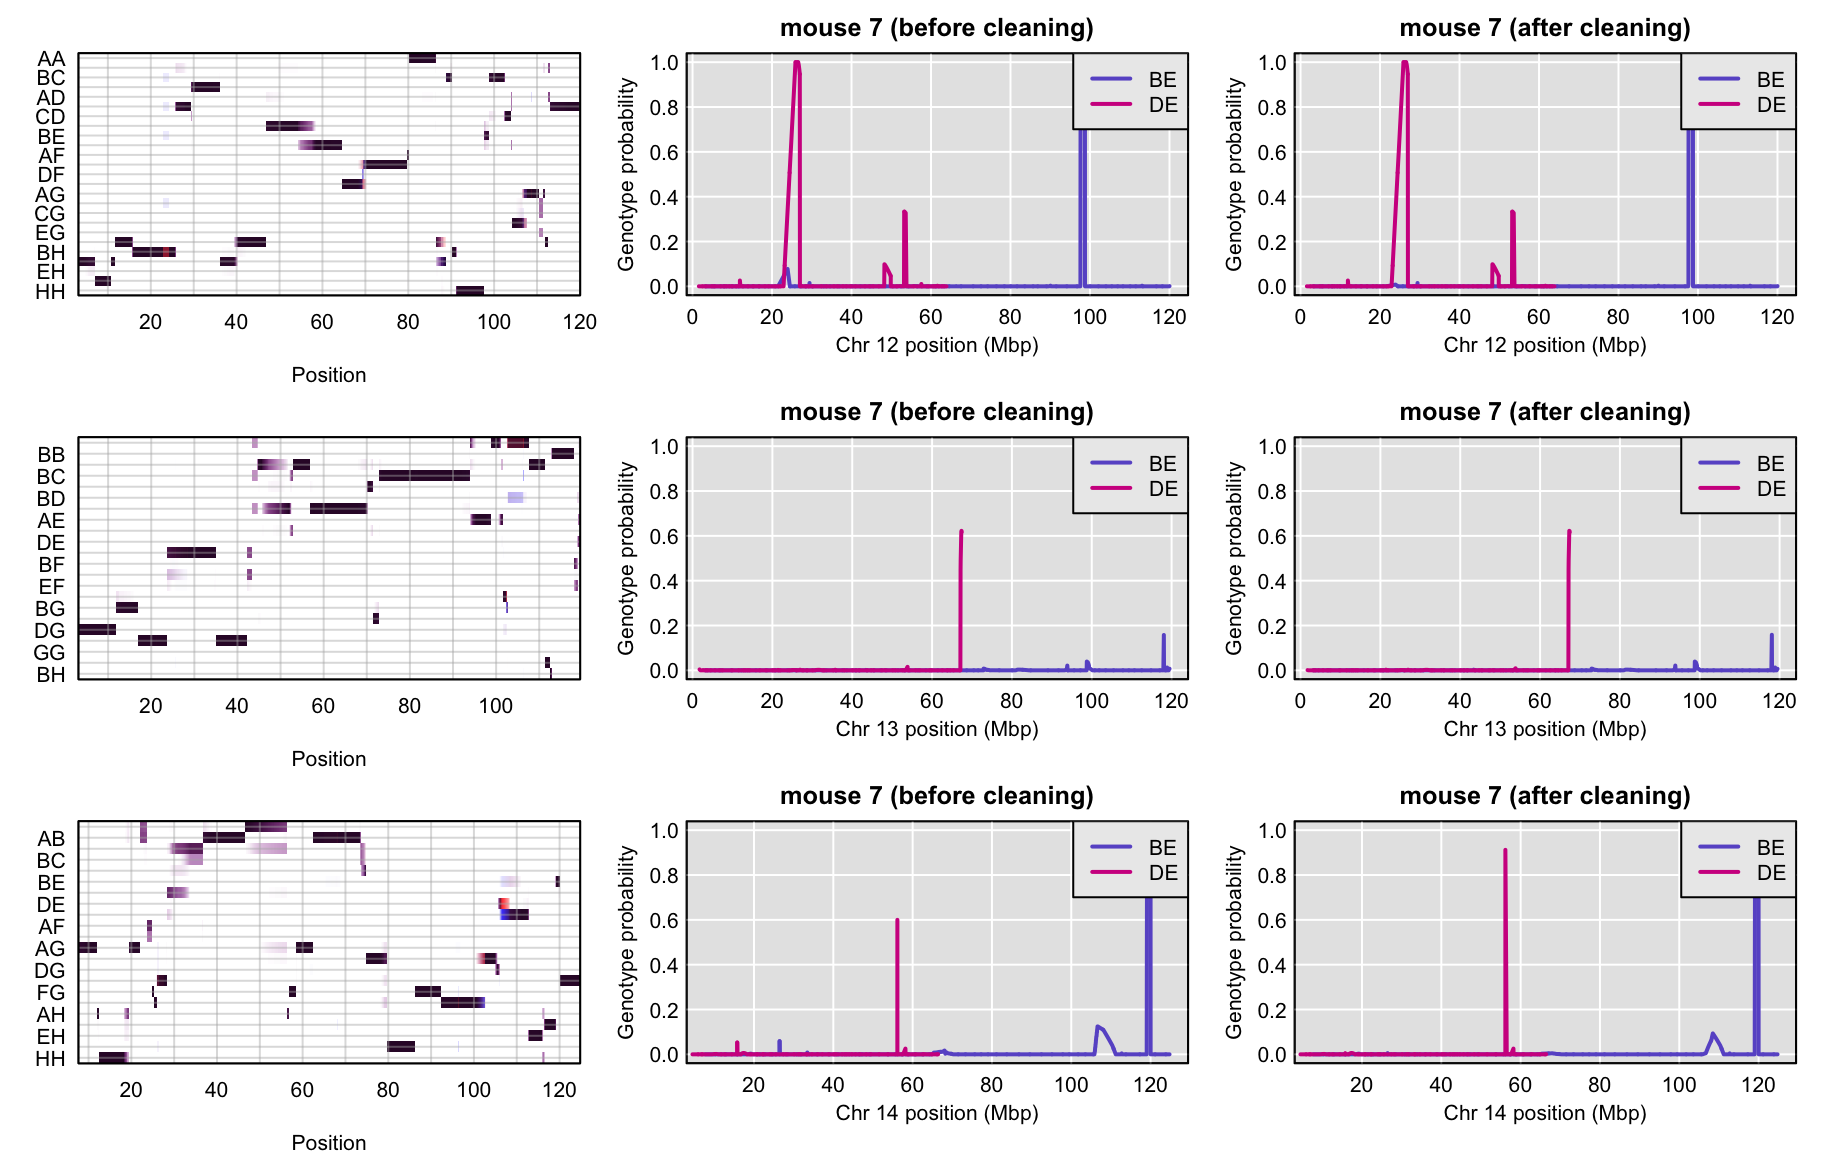 AA
BC
AD
CD
BE
AF
DF
AG
CG
EG
BH
EH
HH
20 40 60 80 100 120
Position
mouse 7 (before cleaning)
Genotype probability
1.0
0.8
0.6
0.4
0.2
0.0
BE
DE
0 20 40 60 80 100 120
Chr 12 position (Mbp)
mouse 7 (after cleaning)
Genotype probability
1.0
0.8
0.6
0.4
0.2
0.0
BE
DE
0 20 40 60 80 100 120
Chr 12 position (Mbp)
BB
BC
BD
AE
DE
BF
EF
BG
DG
GG
BH
20 40 60 80 100
Position
mouse 7 (before cleaning)
Genotype probability
1.0
0.8
0.6
0.4
0.2
0.0
BE
DE
0 20 40 60 80 100 120
Chr 13 position (Mbp)
mouse 7 (after cleaning)
Genotype probability
1.0
0.8
0.6
0.4
0.2
0.0
BE
DE
0 20 40 60 80 100 120
Chr 13 position (Mbp)
AB
BC
BE
DE
AF
AG
DG
FG
AH
EH
HH
20 40 60 80 100 120
Position
mouse 7 (before cleaning)
Genotype probability
1.0
0.8
0.6
0.4
0.2
0.0
BE
DE
20 40 60 80 100 120
Chr 14 position (Mbp)
mouse 7 (after cleaning)
Genotype probability
1.0
0.8
0.6
0.4
0.2
0.0
BE
DE
20 40 60 80 100 120
Chr 14 position (Mbp)